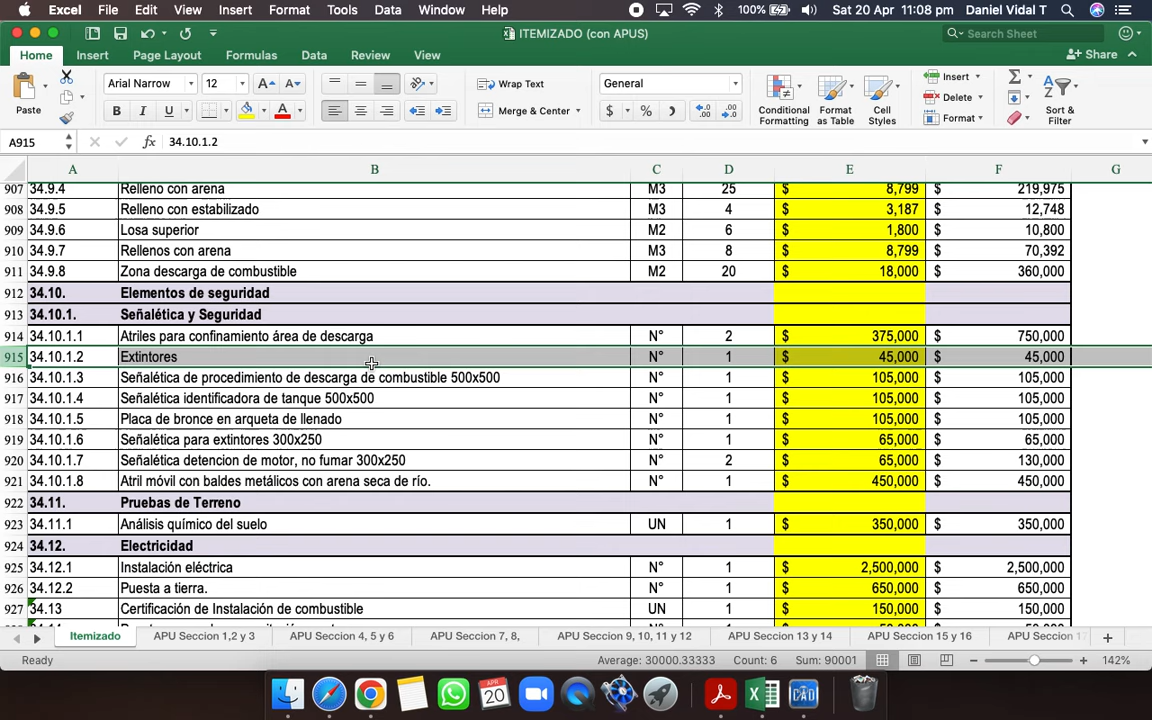 Excel File Edit View Insert Format Tools Data Window Help 100% Sat 20 Apr 11:08 pm Daniel Vidal T
ITEMIZADO (con APUS) Search Sheet
Home Insert Page Layout Formulas Data Review View Share
Paste Arial Narrow 12 Wrap Text General Insert
B I U Merge & Center $ % Conditional Formatting Format as Table Cell Styles Delete Format Sort & Filter
A915 fx 34.10.1.2
A B C D E F G
907 34.9.4 Relleno con arena M3 25 $ 8,799 $ 219,975
908 34.9.5 Relleno con estabilizado M3 4 $ 3,187 $ 12,748
909 34.9.6 Losa superior M2 6 $ 1,800 $ 10,800
910 34.9.7 Rellenos con arena M3 8 $ 8,799 $ 70,392
911 34.9.8 Zona descarga de combustible M2 20 $ 18,000 $ 360,000
912 34.10. Elementos de seguridad
913 34.10.1. Señalética y Seguridad
914 34.10.1.1 Atriles para confinamiento área de descarga N° 2 $ 375,000 $ 750,000
915 34.10.1.2 Extintores N° 1 $ 45,000 $ 45,000
916 34.10.1.3 Señalética de procedimiento de descarga de combustible 500x500 N° 1 $ 105,000 $ 105,000
917 34.10.1.4 Señalética identificadora de tanque 500x500 N° 1 $ 105,000 $ 105,000
918 34.10.1.5 Placa de bronce en arqueta de llenado N° 1 $ 105,000 $ 105,000
919 34.10.1.6 Señalética para extintores 300x250 N° 1 $ 65,000 $ 65,000
920 34.10.1.7 Señalética detencion de motor, no fumar 300x250 N° 2 $ 65,000 $ 130,000
921 34.10.1.8 Atril móvil con baldes metálicos con arena seca de río. N° 1 $ 450,000 $ 450,000
922 34.11. Pruebas de Terreno
923 34.11.1 Análisis químico del suelo UN 1 $ 350,000 $ 350,000
924 34.12. Electricidad
925 34.12.1 Instalación eléctrica N° 1 $ 2,500,000 $ 2,500,000
926 34.12.2 Puesta a tierra. N° 1 $ 650,000 $ 650,000
927 34.13 Certificación de Instalación de combustible UN 1 $ 150,000 $ 150,000
Itemizado APU Seccion 1,2 y 3 APU Seccion 4, 5 y 6 APU Seccion 7, 8, APU Seccion 9, 10, 11 y 12 APU Seccion 13 y 14 APU Seccion 15 y 16 APU Seccion 17
Ready Average: 30000.33333 Count: 6 Sum: 90001 142%
APR 20 CAD